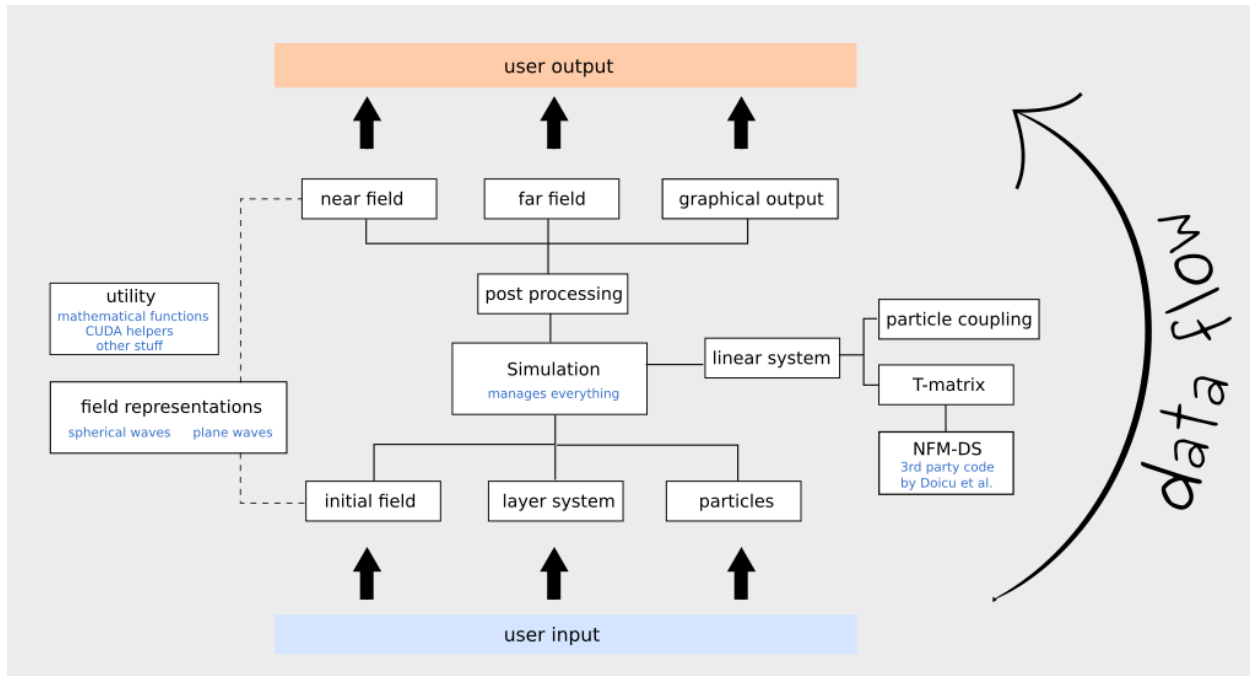 user output
near field
far field
graphical output
utility
mathematical functions
CUDA helpers
other stuff
post processing
particle coupling
linear system
Simulation
manages everything
T-matrix
field representations
spherical waves plane waves
NFM-DS
3rd party code
by Doicu et al.
initial field
layer system
particles
user input
data flow